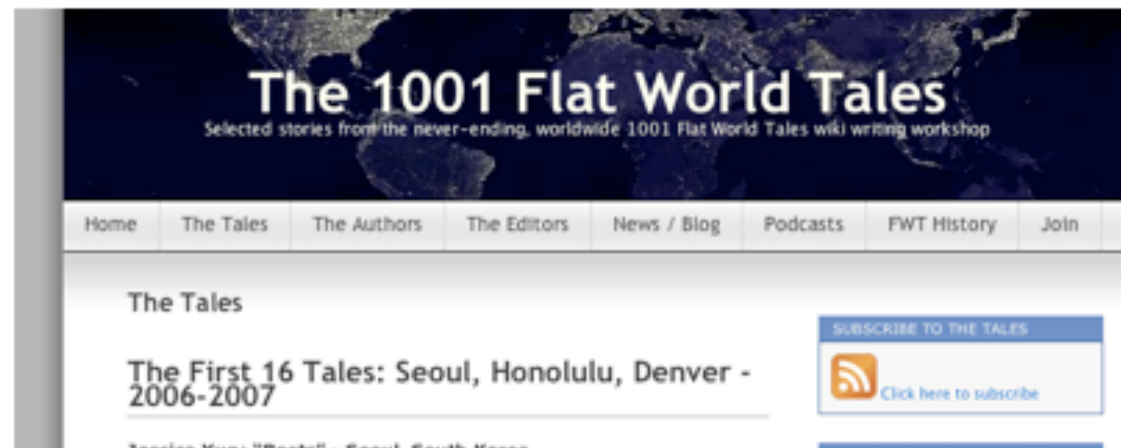 The 1001 Flat World Tales
Selected stories from the never-ending, worldwide 1001 Flat World Tales wiki writing workshop
Home The Tales The Authors The Editors News / Blog Podcasts FWT History Join
The Tales
SUBSCRIBE TO THE TALES
The First 16 Tales: Seoul, Honolulu, Denver -
2006-2007
Click here to subscribe